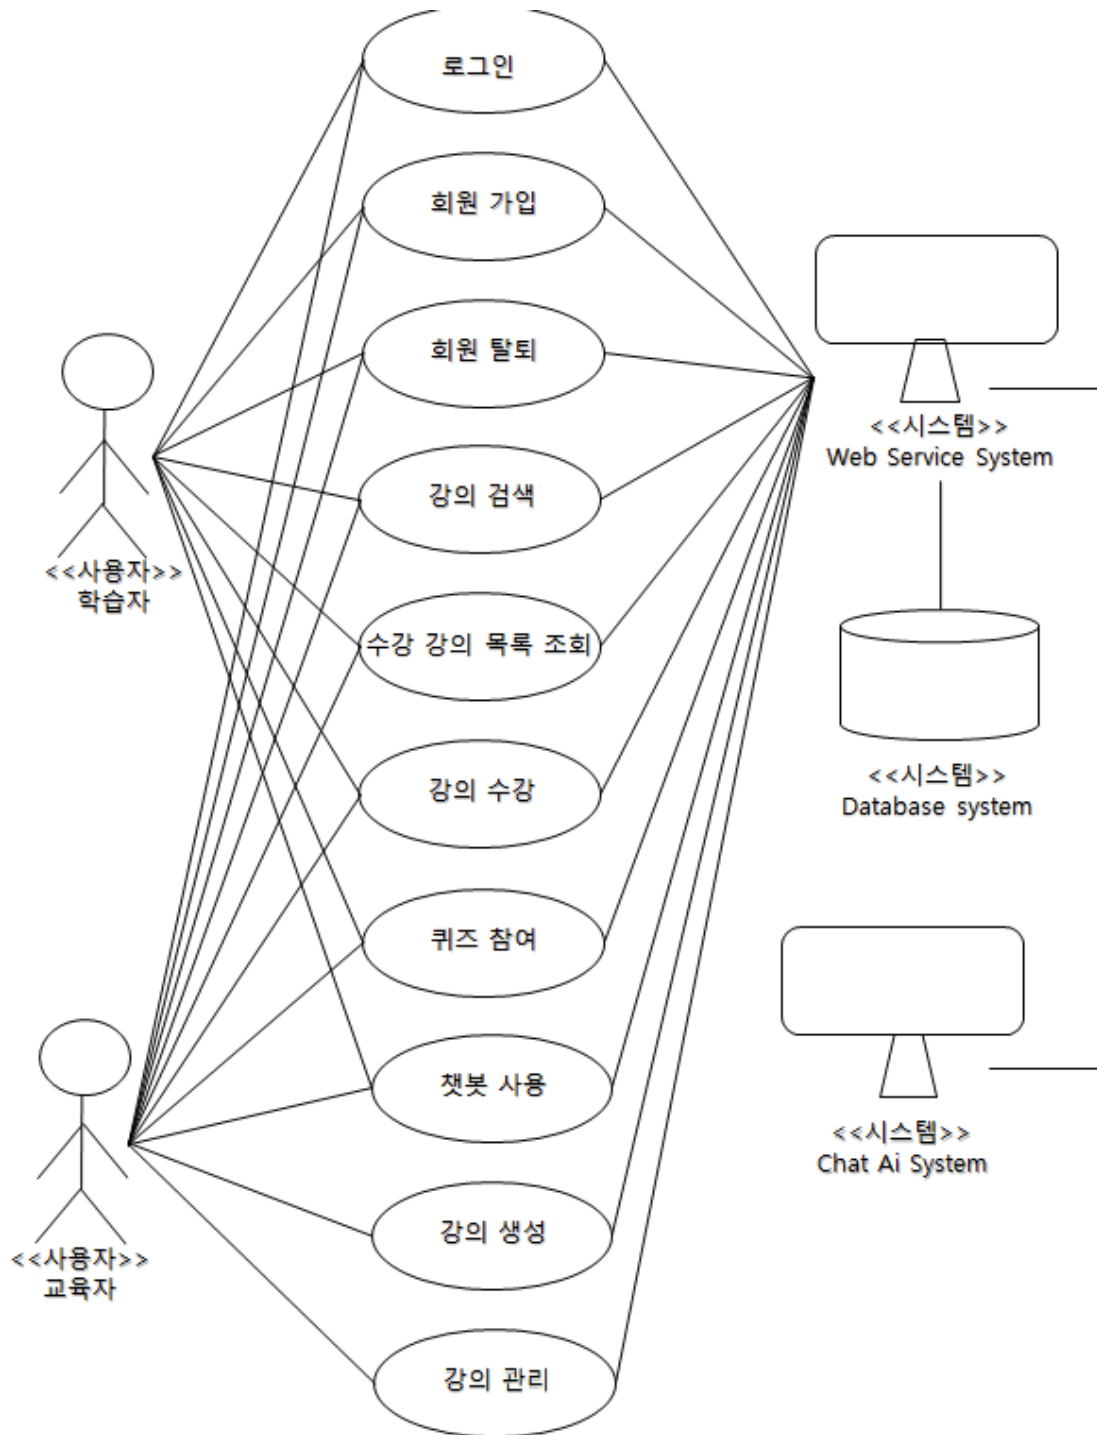 로그인
회원 가입
회원 탈퇴
강의 검색
수강 강의 목록 조회
강의 수강
퀴즈 참여
챗봇 사용
강의 생성
강의 관리
<<사용자>>
학습자
<<사용자>>
교육자
<<시스템>>
Web Service System
<<시스템>>
Database system
<<시스템>>
Chat Ai System